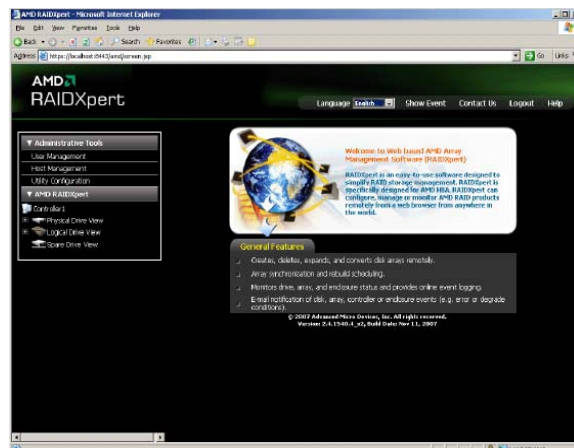 AMD RAIDXpert - Microsoft Internet Explorer
File Edit View Favorites Tools Help
Back Search Favorites
Address https://localhost:8443/amd/screen.jsp Go Links
AMD
RAIDXpert
Language English Show Event Contact Us Logout Help
Administrative Tools
User Management
Host Management
Utility Configuration
AMD RAIDXpert
Controller1
Physical Drive View
Logical Drive View
Spare Drive View
Welcome to Web based AMD Array
Management Software (RAIDXpert)
RAIDXpert is an easy-to-use software designed to
simplify RAID storage management. RAIDXpert is
specifically designed for AMD HBA. RAIDXpert can
configure, manage or monitor AMD RAID products
remotely from a web browser from anywhere in
the world.
General Features
Creates, deletes, expands, and converts disk arrays remotely.
Array synchronization and rebuild scheduling.
Monitors drive, array, and enclosure status and provides online event logging.
E-mail notification of disk, array, controller or enclosure events (e.g. error or degrade
conditions).
© 2007 Advanced Micro Devices, Inc. All rights reserved.
Version: 2.4.1540.4_v2, Build Date: Nov 11, 2007